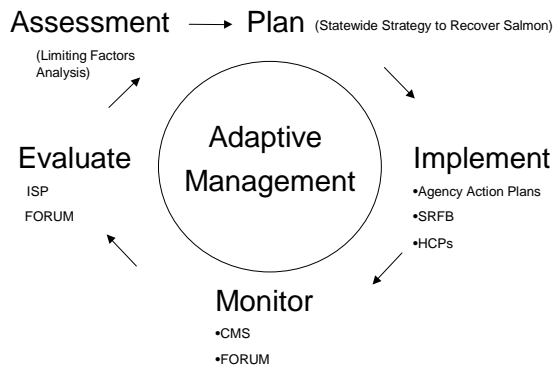 Assessment
(Limiting Factors
Analysis)
Plan (Statewide Strategy to Recover Salmon)
Adaptive
Management
Implement
•Agency Action Plans
•SRFB
•HCPs
Monitor
•CMS
•FORUM
Evaluate
ISP
FORUM